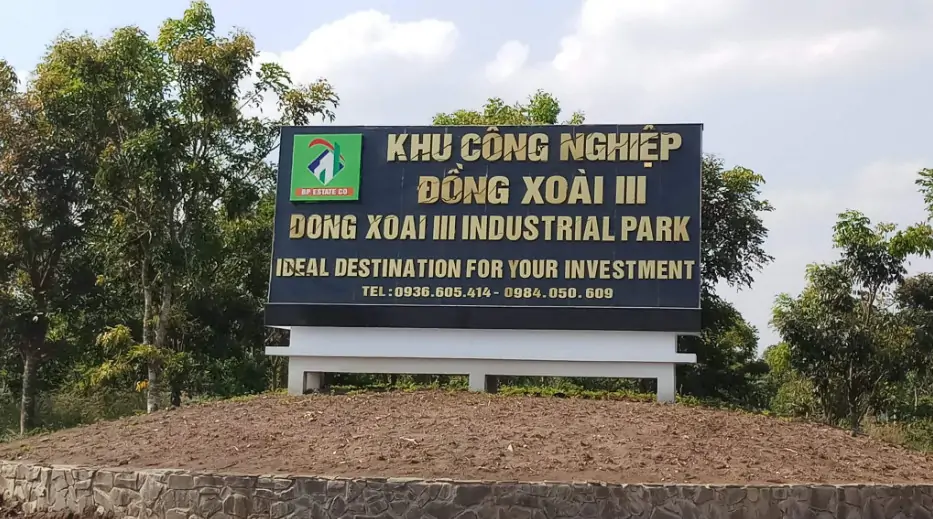 BP ESTATE CO
KHU CÔNG NGHIỆP
ĐỒNG XOÀI III
DONG XOAI III INDUSTRIAL PARK
IDEAL DESTINATION FOR YOUR INVESTMENT
TEL:0936.605.414 - 0984.050.609